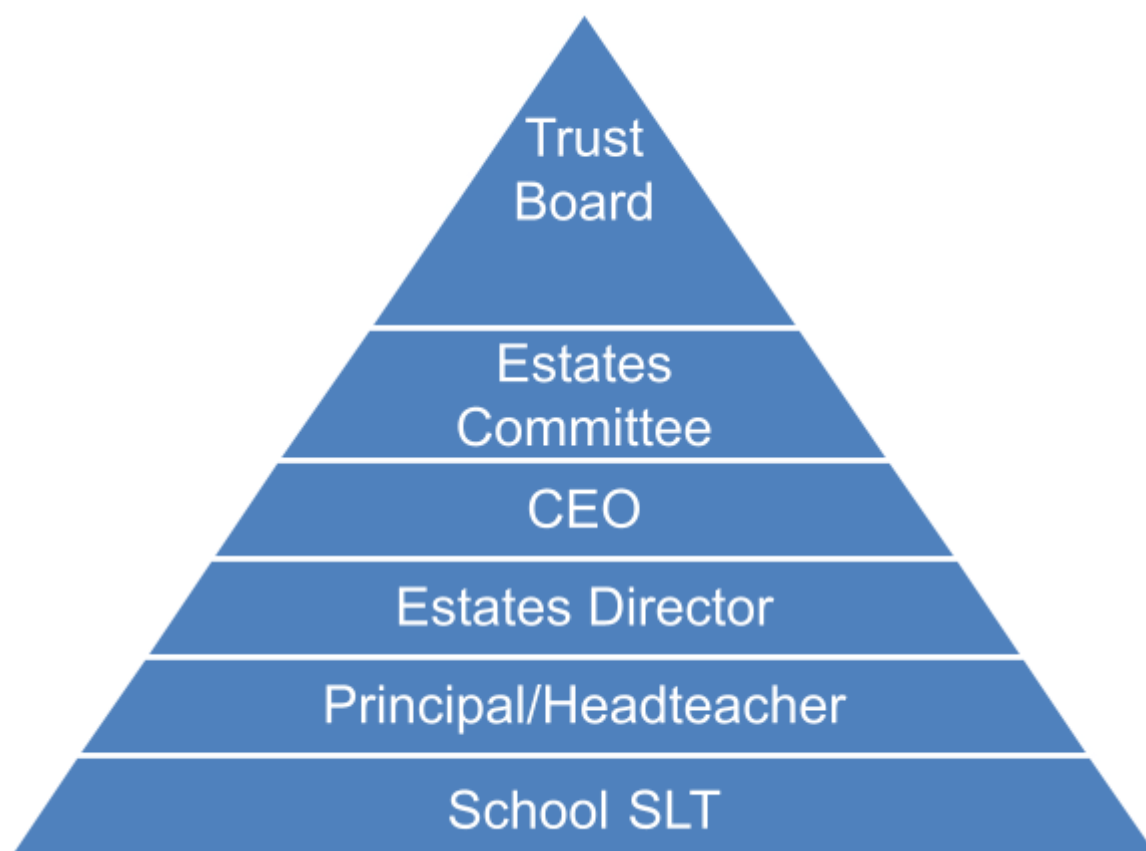 Trust
Board
Estates
Committee
CEO
Estates Director
Principal/Headteacher
School SLT